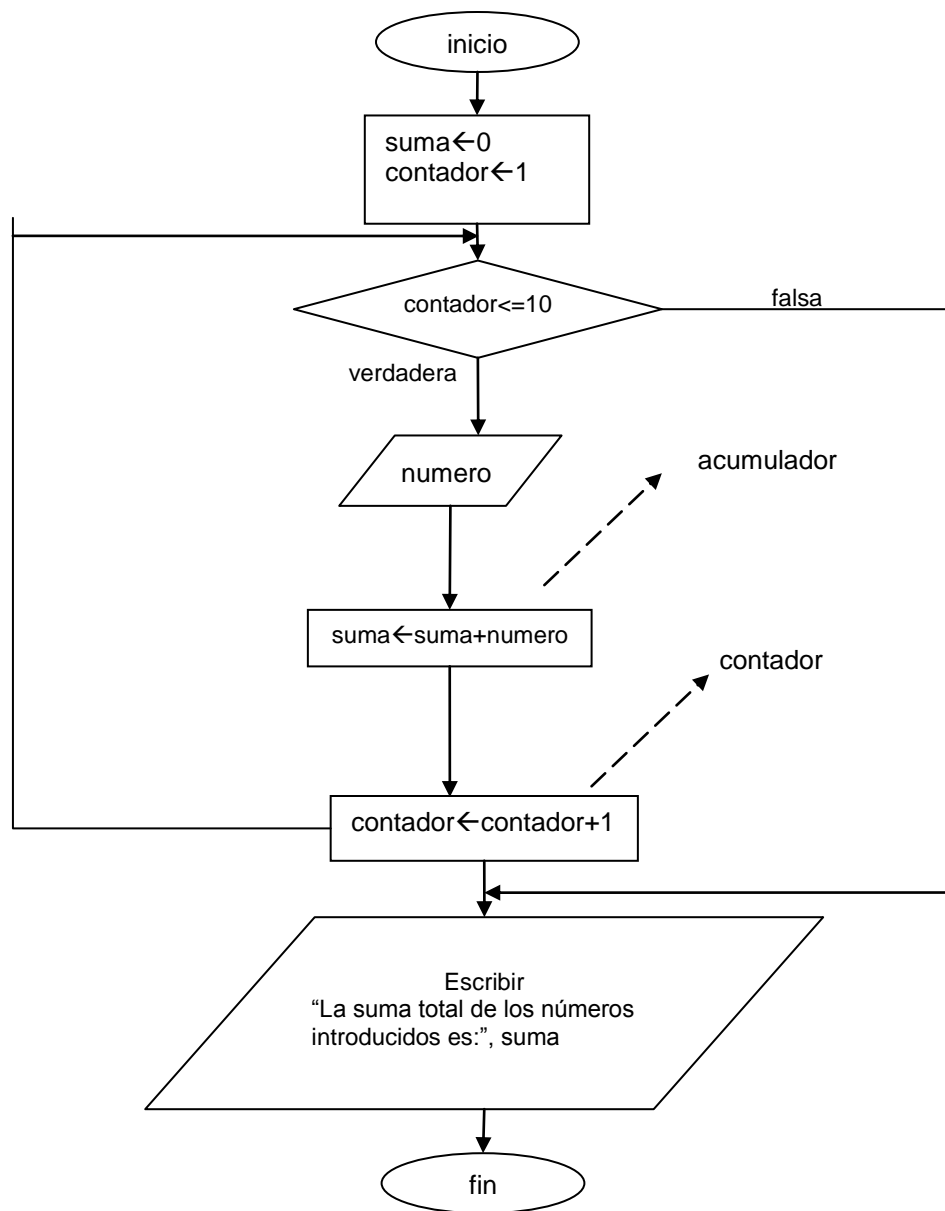 inicio
suma←0
contador←1
contador<=10
falsa
verdadera
numero
acumulador
suma←suma+numero
contador
contador←contador+1
Escribir
“La suma total de los números
introducidos es:”, suma
fin